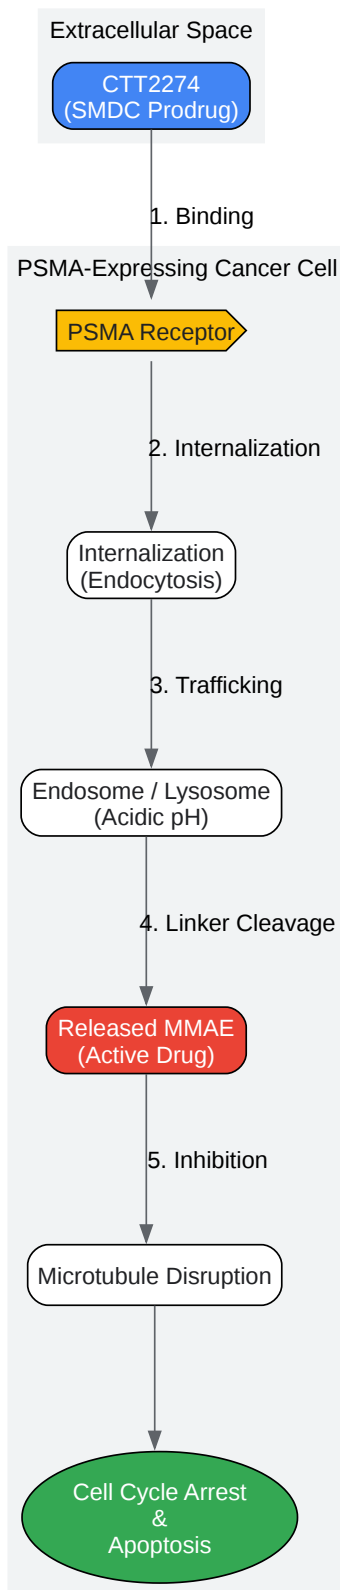 Extracellular Space
CTT2274
(SMDC Prodrug)
1. Binding
PSMA-Expressing Cancer Cell
PSMA Receptor
2. Internalization
Internalization
(Endocytosis)
3. Trafficking
Endosome / Lysosome
(Acidic pH)
4. Linker Cleavage
Released MMAE
(Active Drug)
5. Inhibition
Microtubule Disruption
Cell Cycle Arrest
&
Apoptosis